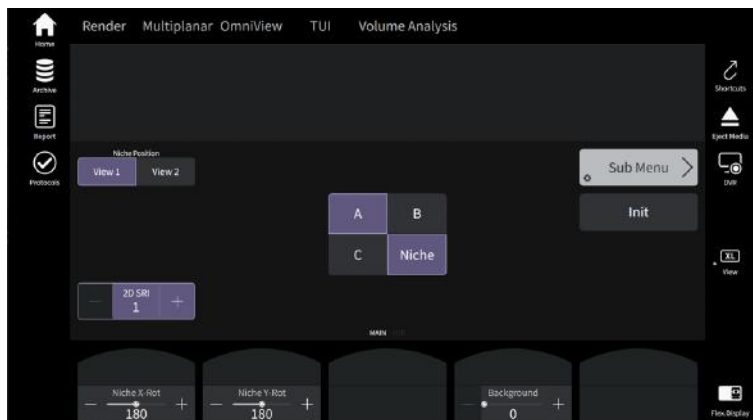 Render Multiplanar OmniView TUI Volume Analysis
Home
Archive
Report
Protocols
Shortcuts
Eject Media
DVR
Niche Position
View 1 View 2
Sub Menu
Init
A B
C Niche
2D SRI
1
XL
View
MAIN
Niche X-Rot
180
Niche Y-Rot
180
Background
0
Flex.Display